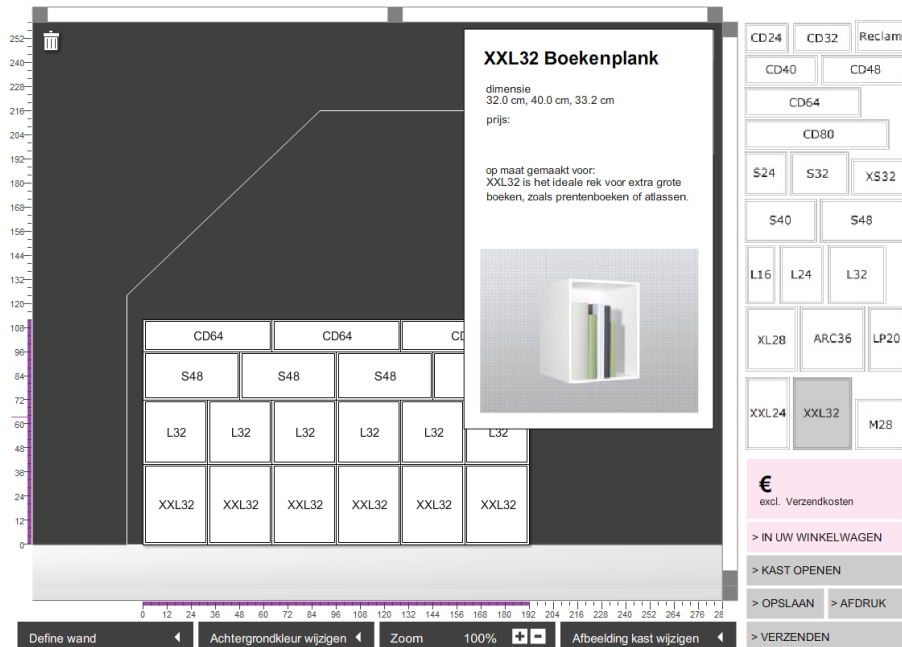 252
240
228
216
204
192
180
168
156
144
132
120
108
96
84
72
60
48
36
24
12
0
XXL32 Boekenplank
dimensie
32.0 cm, 40.0 cm, 33.2 cm
prijs:
op maat gemaakt voor:
XXL32 is het ideale rek voor extra grote
boeken, zoals prentenboeken of atlassen.
CD64 CD64 CD
S48 S48 S48
L32 L32 L32 L32 L32 L32
XXL32 XXL32 XXL32 XXL32 XXL32 XXL32
0 12 24 36 48 60 72 84 96 108 120 132 144 156 168 180 192 204 216 228 240 252 264 276 28
Define wand
Achtergrondkleur wijzigen
Zoom 100% + -
Afbeelding kast wijzigen
CD24 CD32 Reclam
CD40 CD48
CD64
CD80
S24 S32 XS32
S40 S48
L16 L24 L32
XL28 ARC36 LP20
XXL24 XXL32 M28
€
excl. Verzendkosten
> IN UW WINKELWAGEN
> KAST OPENEN
> OPSLAAN > AFDRUK
> VERZENDEN